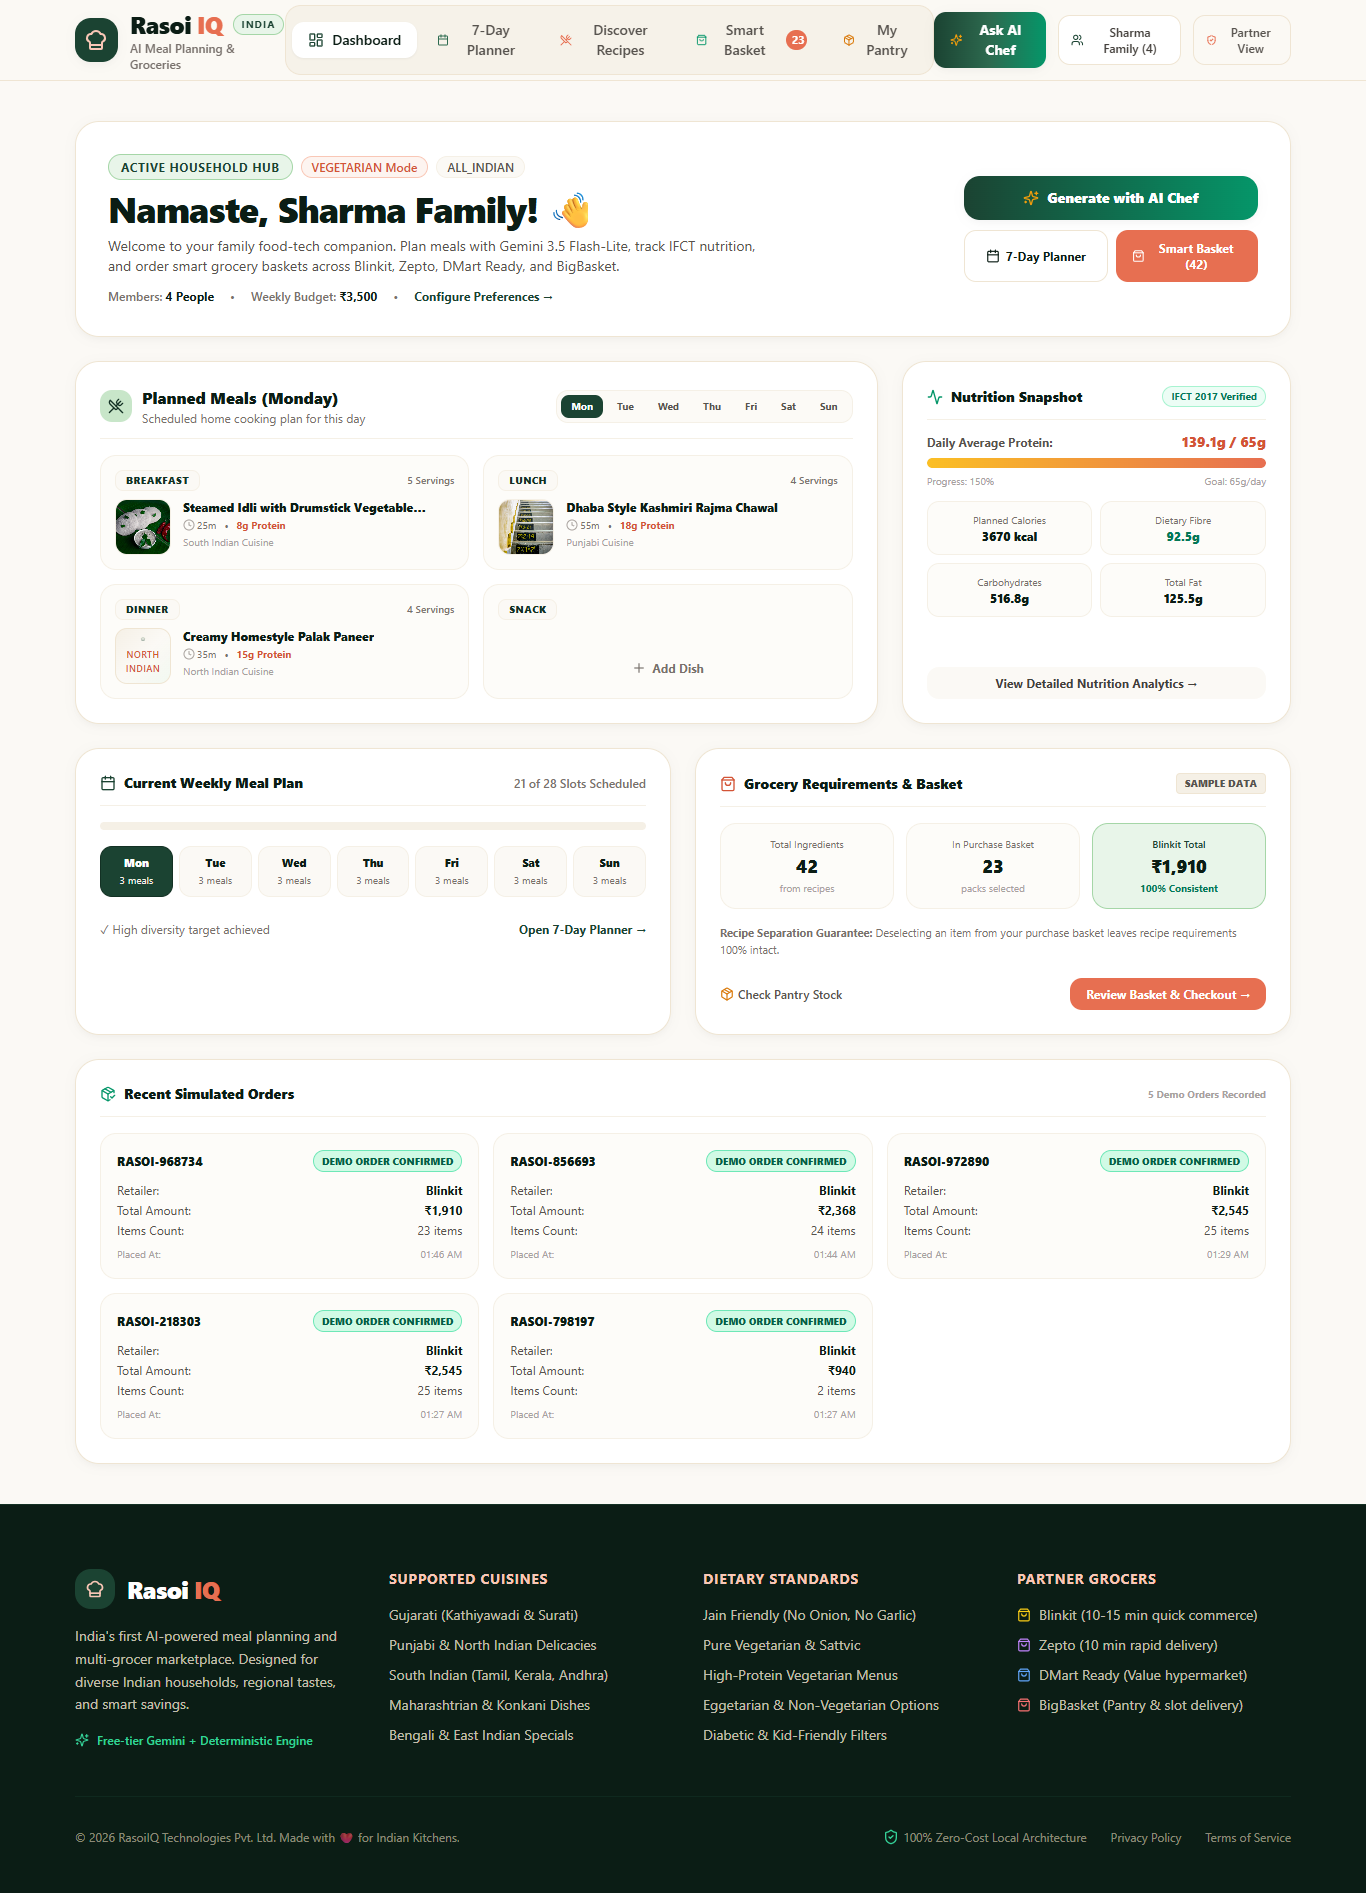 Rasoi IQ INDIA
AI Meal Planning &
Groceries
Dashboard
7-Day
Planner
Discover
Recipes
Smart
Basket
23
My
Pantry
Ask AI
Chef
Sharma
Family (4)
Partner
View
ACTIVE HOUSEHOLD HUB
VEGETARIAN Mode
ALL_INDIAN
Namaste, Sharma Family! 👋
Welcome to your family food-tech companion. Plan meals with Gemini 3.5 Flash-Lite, track IFCT nutrition,
and order smart grocery baskets across Blinkit, Zepto, DMart Ready, and BigBasket.
Members: 4 People • Weekly Budget: ₹3,500 • Configure Preferences →
Generate with AI Chef
7-Day Planner
Smart Basket
(42)
Planned Meals (Monday)
Scheduled home cooking plan for this day
Mon Tue Wed Thu Fri Sat Sun
BREAKFAST 5 Servings
Steamed Idli with Drumstick Vegetable...
25m • 8g Protein
South Indian Cuisine
LUNCH 4 Servings
Dhaba Style Kashmiri Rajma Chawal
55m • 18g Protein
Punjabi Cuisine
DINNER 4 Servings
NORTH
INDIAN
Creamy Homestyle Palak Paneer
35m • 15g Protein
North Indian Cuisine
SNACK
+ Add Dish
Nutrition Snapshot
IFCT 2017 Verified
Daily Average Protein: 139.1g / 65g
Progress: 150% Goal: 65g/day
Planned Calories
3670 kcal
Dietary Fibre
92.5g
Carbohydrates
516.8g
Total Fat
125.5g
View Detailed Nutrition Analytics →
Current Weekly Meal Plan
21 of 28 Slots Scheduled
Mon
3 meals
Tue
3 meals
Wed
3 meals
Thu
3 meals
Fri
3 meals
Sat
3 meals
Sun
3 meals
✓ High diversity target achieved
Open 7-Day Planner →
Grocery Requirements & Basket
SAMPLE DATA
Total Ingredients
42
from recipes
In Purchase Basket
23
packs selected
Blinkit Total
₹1,910
100% Consistent
Recipe Separation Guarantee: Deselecting an item from your purchase basket leaves recipe requirements
100% intact.
Check Pantry Stock
Review Basket & Checkout →
Recent Simulated Orders
5 Demo Orders Recorded
RASOI-968734 DEMO ORDER CONFIRMED
Retailer: Blinkit
Total Amount: ₹1,910
Items Count: 23 items
Placed At: 01:46 AM
RASOI-856693 DEMO ORDER CONFIRMED
Retailer: Blinkit
Total Amount: ₹2,368
Items Count: 24 items
Placed At: 01:44 AM
RASOI-972890 DEMO ORDER CONFIRMED
Retailer: Blinkit
Total Amount: ₹2,545
Items Count: 25 items
Placed At: 01:29 AM
RASOI-218303 DEMO ORDER CONFIRMED
Retailer: Blinkit
Total Amount: ₹2,545
Items Count: 25 items
Placed At: 01:27 AM
RASOI-798197 DEMO ORDER CONFIRMED
Retailer: Blinkit
Total Amount: ₹940
Items Count: 2 items
Placed At: 01:27 AM
Rasoi IQ
India's first AI-powered meal planning and
multi-grocer marketplace. Designed for
diverse Indian households, regional tastes,
and smart savings.
Free-tier Gemini + Deterministic Engine
SUPPORTED CUISINES
Gujarati (Kathiyawadi & Surati)
Punjabi & North Indian Delicacies
South Indian (Tamil, Kerala, Andhra)
Maharashtrian & Konkani Dishes
Bengali & East Indian Specials
DIETARY STANDARDS
Jain Friendly (No Onion, No Garlic)
Pure Vegetarian & Sattvic
High-Protein Vegetarian Menus
Eggetarian & Non-Vegetarian Options
Diabetic & Kid-Friendly Filters
PARTNER GROCERS
Blinkit (10-15 min quick commerce)
Zepto (10 min rapid delivery)
DMart Ready (Value hypermarket)
BigBasket (Pantry & slot delivery)
© 2026 RasoiIQ Technologies Pvt. Ltd. Made with ❤ for Indian Kitchens.
100% Zero-Cost Local Architecture
Privacy Policy
Terms of Service